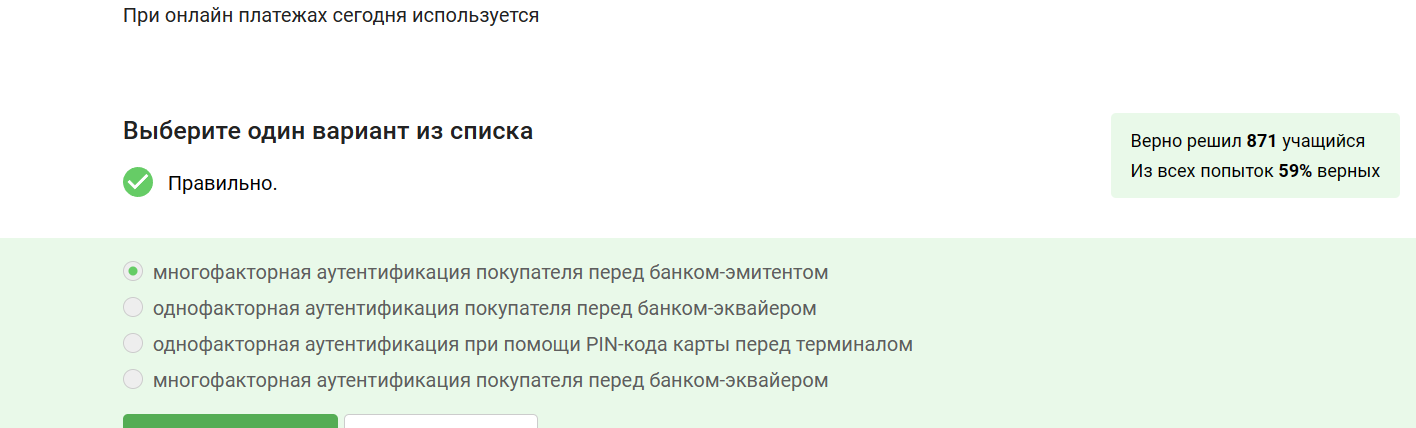 При онлайн платежах сегодня используется
Выберите один вариант из списка
Правильно.
Верно решил 871 учащийся
Из всех попыток 59% верных
многофакторная аутентификация покупателя перед банком-эмитентом
однофакторная аутентификация покупателя перед банком-эквайером
однофакторная аутентификация при помощи PIN-кода карты перед терминалом
многофакторная аутентификация покупателя перед банком-эквайером